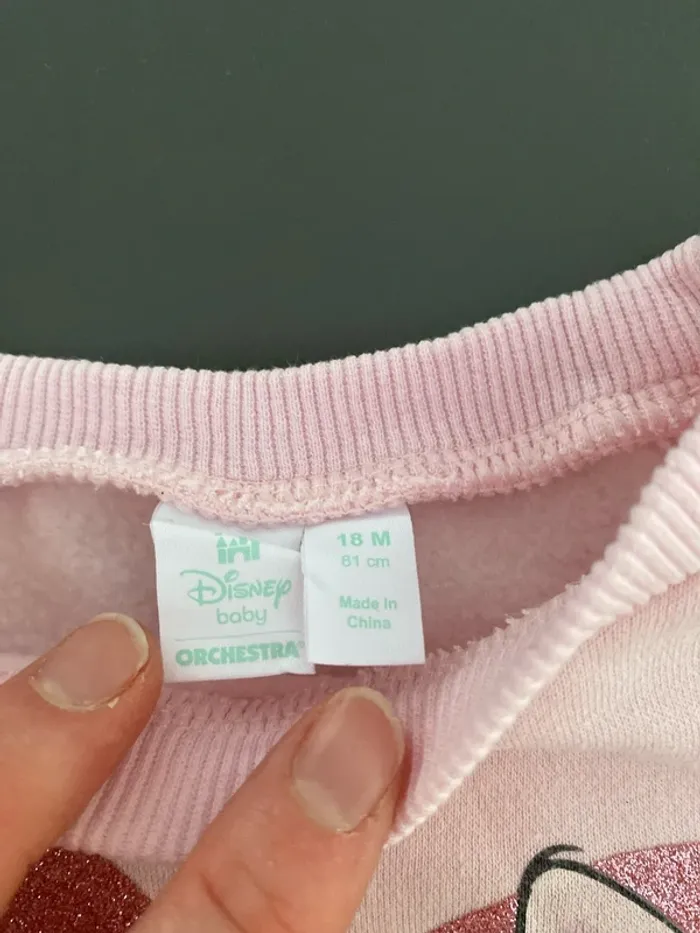 Disney
baby
ORCHESTRA
18 M
81 cm
Made In
China